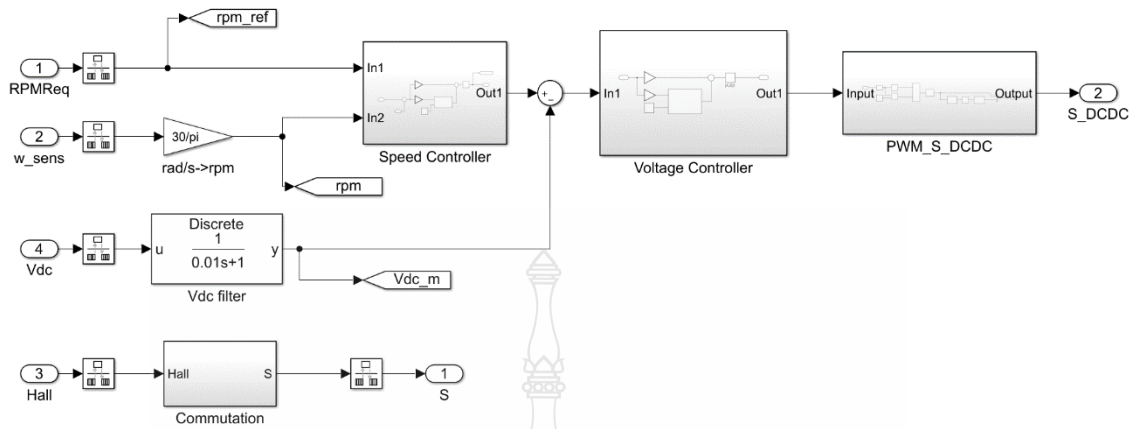 rpm_ref
1
RPMReq
In1
In2
Out1
Speed Controller
+
−
In1
Out1
Voltage Controller
Input
Output
PWM_S_DCDC
2
S_DCDC
2
w_sens
30/pi
rad/s->rpm
rpm
4
Vdc
Discrete
u
1
0.01s+1
y
Vdc filter
Vdc_m
3
Hall
Hall
S
Commutation
1
S